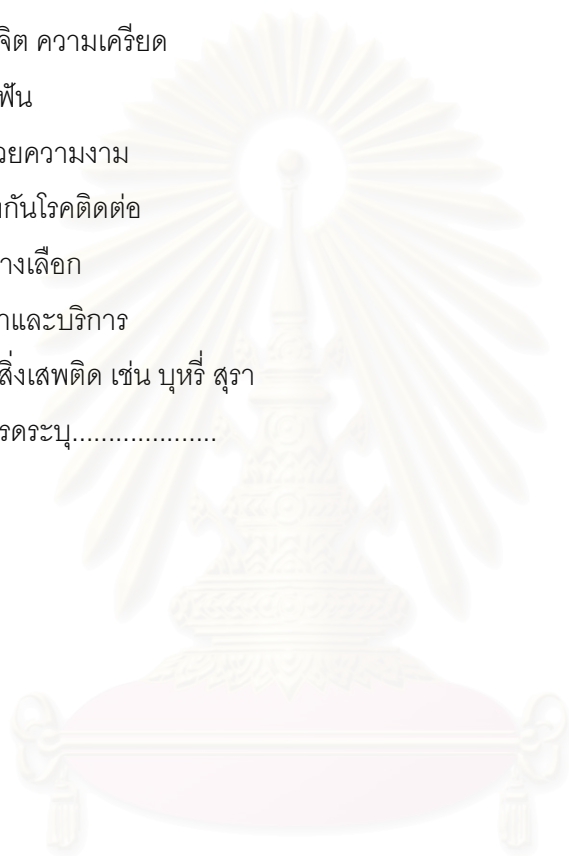 จิต ความเครียด
ฟัน
วยความงาม
กันโรคติดต่อ
างเลือก
าและบริการ
สิ่งเสพติด เช่น บุหรี่ สุรา
รดระบุ....................